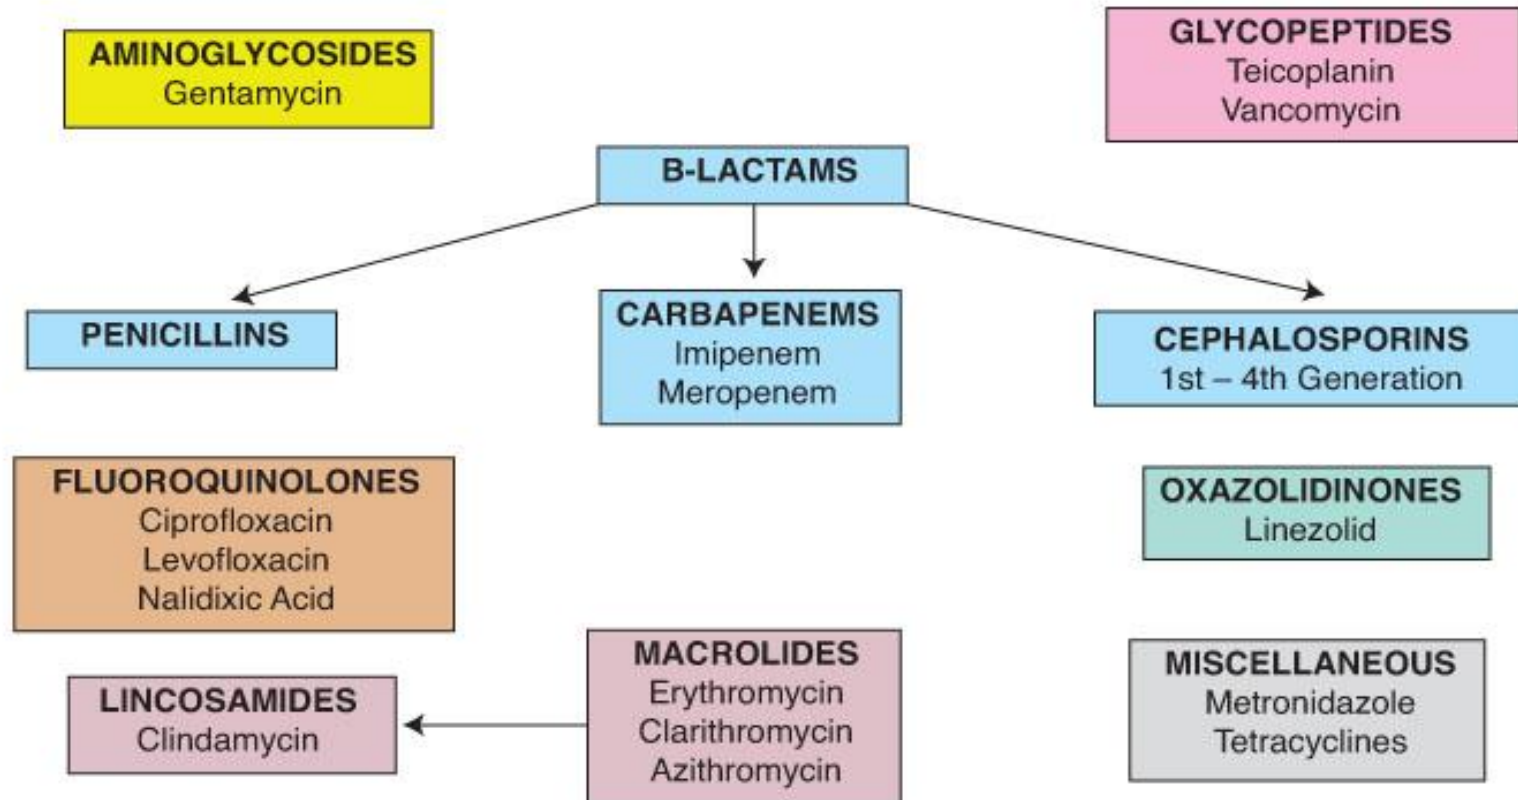 AMINOGLYCOSIDES
Gentamycin
GLYCOPEPTIDES
Teicoplanin
Vancomycin
B-LACTAMS
PENICILLINS
CARBAPENEMS
Imipenem
Meropenem
CEPHALOSPORINS
1st – 4th Generation
FLUOROQUINOLONES
Ciprofloxacin
Levofloxacin
Nalidixic Acid
OXAZOLIDINONES
Linezolid
LINCOSAMIDES
Clindamycin
MACROLIDES
Erythromycin
Clarithromycin
Azithromycin
MISCELLANEOUS
Metronidazole
Tetracyclines